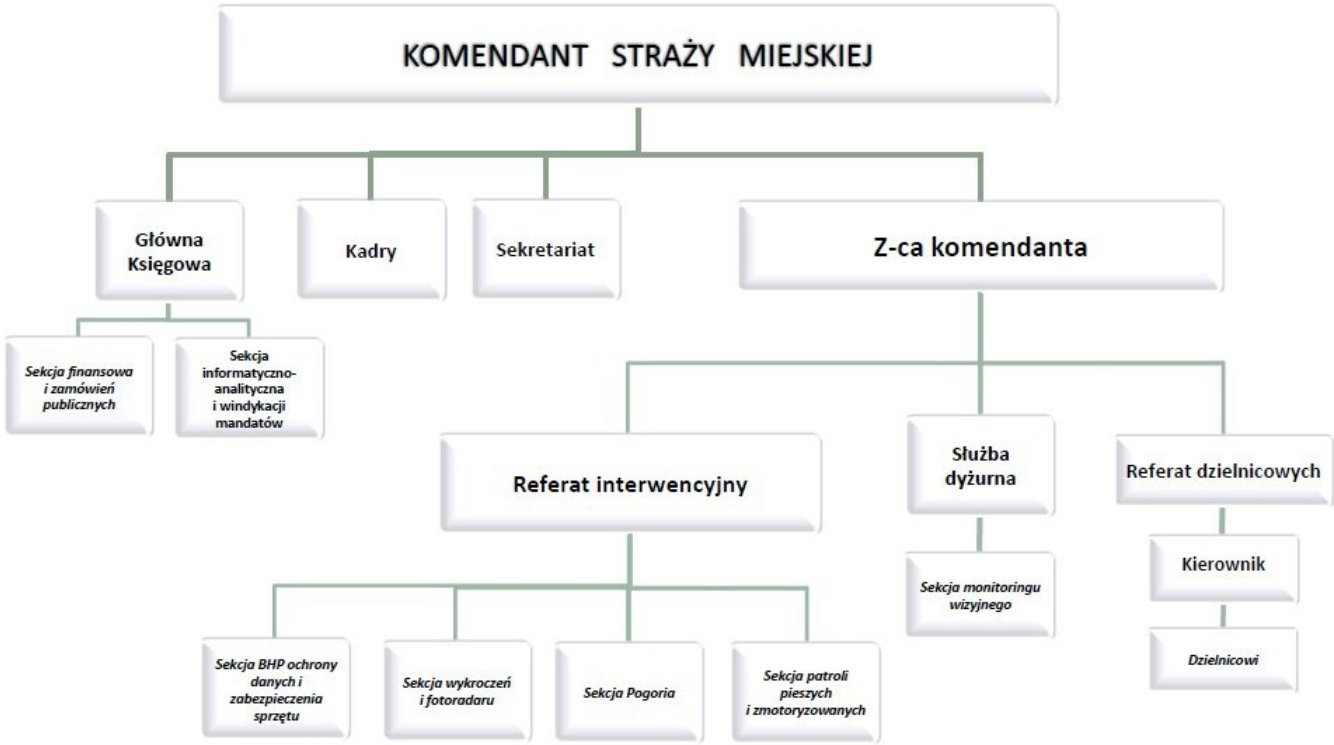 KOMENDANT STRAŻY MIEJSKIEJ
Główna
Księgowa
Kadry
Sekretariat
Z-ca komendanta
Sekcja finansowa
i zamówień
publicznych
Sekcja
informatyczno-
analityczna
i windykacji
mandatów
Referat interwencyjny
Służba
dyżurna
Referat dzielnicowych
Sekcja monitoringu
wizyjnego
Kierownik
Dzielnicowi
Sekcja BHP ochrony
danych i
zabezpieczenia
sprzętu
Sekcja wykroczeń
i fotoradaru
Sekcja Pogoria
Sekcja patroli
pieszych
i zmotoryzowanych